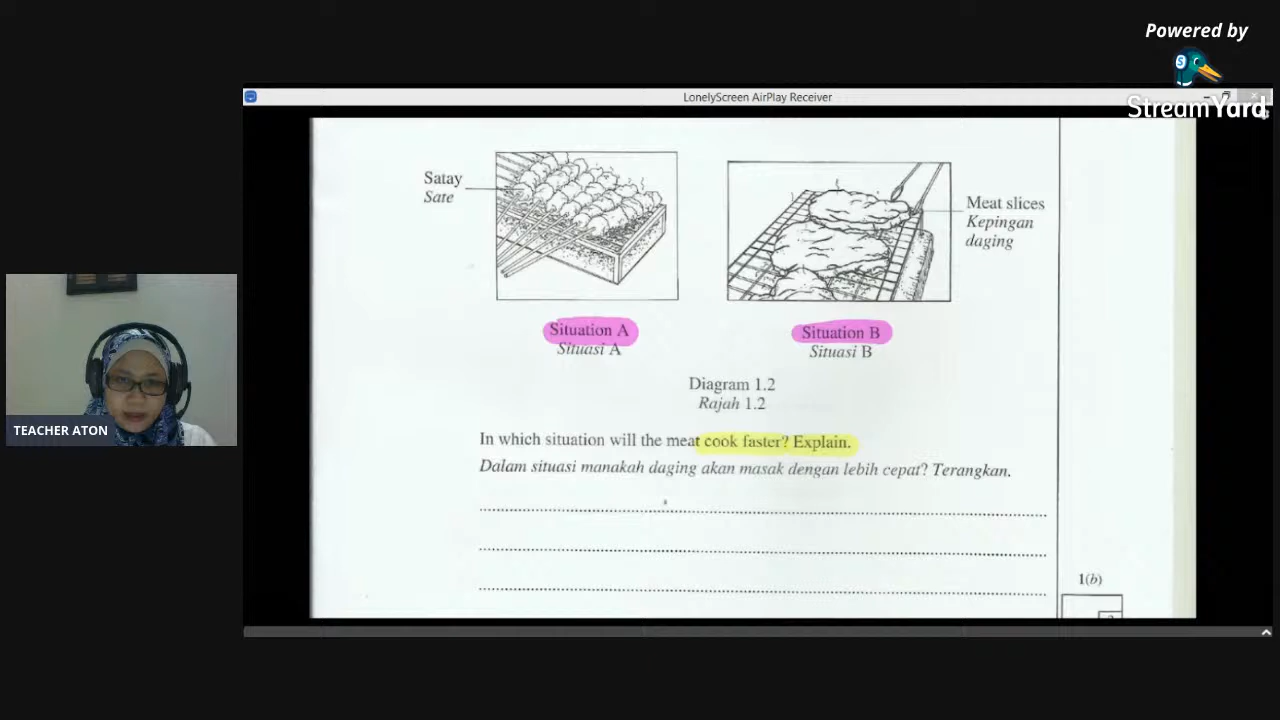 Powered by
StreamYard
LonelyScreen AirPlay Receiver
Satay
Sate
Meat slices
Kepingan
daging
Situation A
Situasi A
Situation B
Situasi B
Diagram 1.2
Rajah 1.2
TEACHER ATON
In which situation will the meat cook faster? Explain.
Dalam situasi manakah daging akan masak dengan lebih cepat? Terangkan.
1(b)